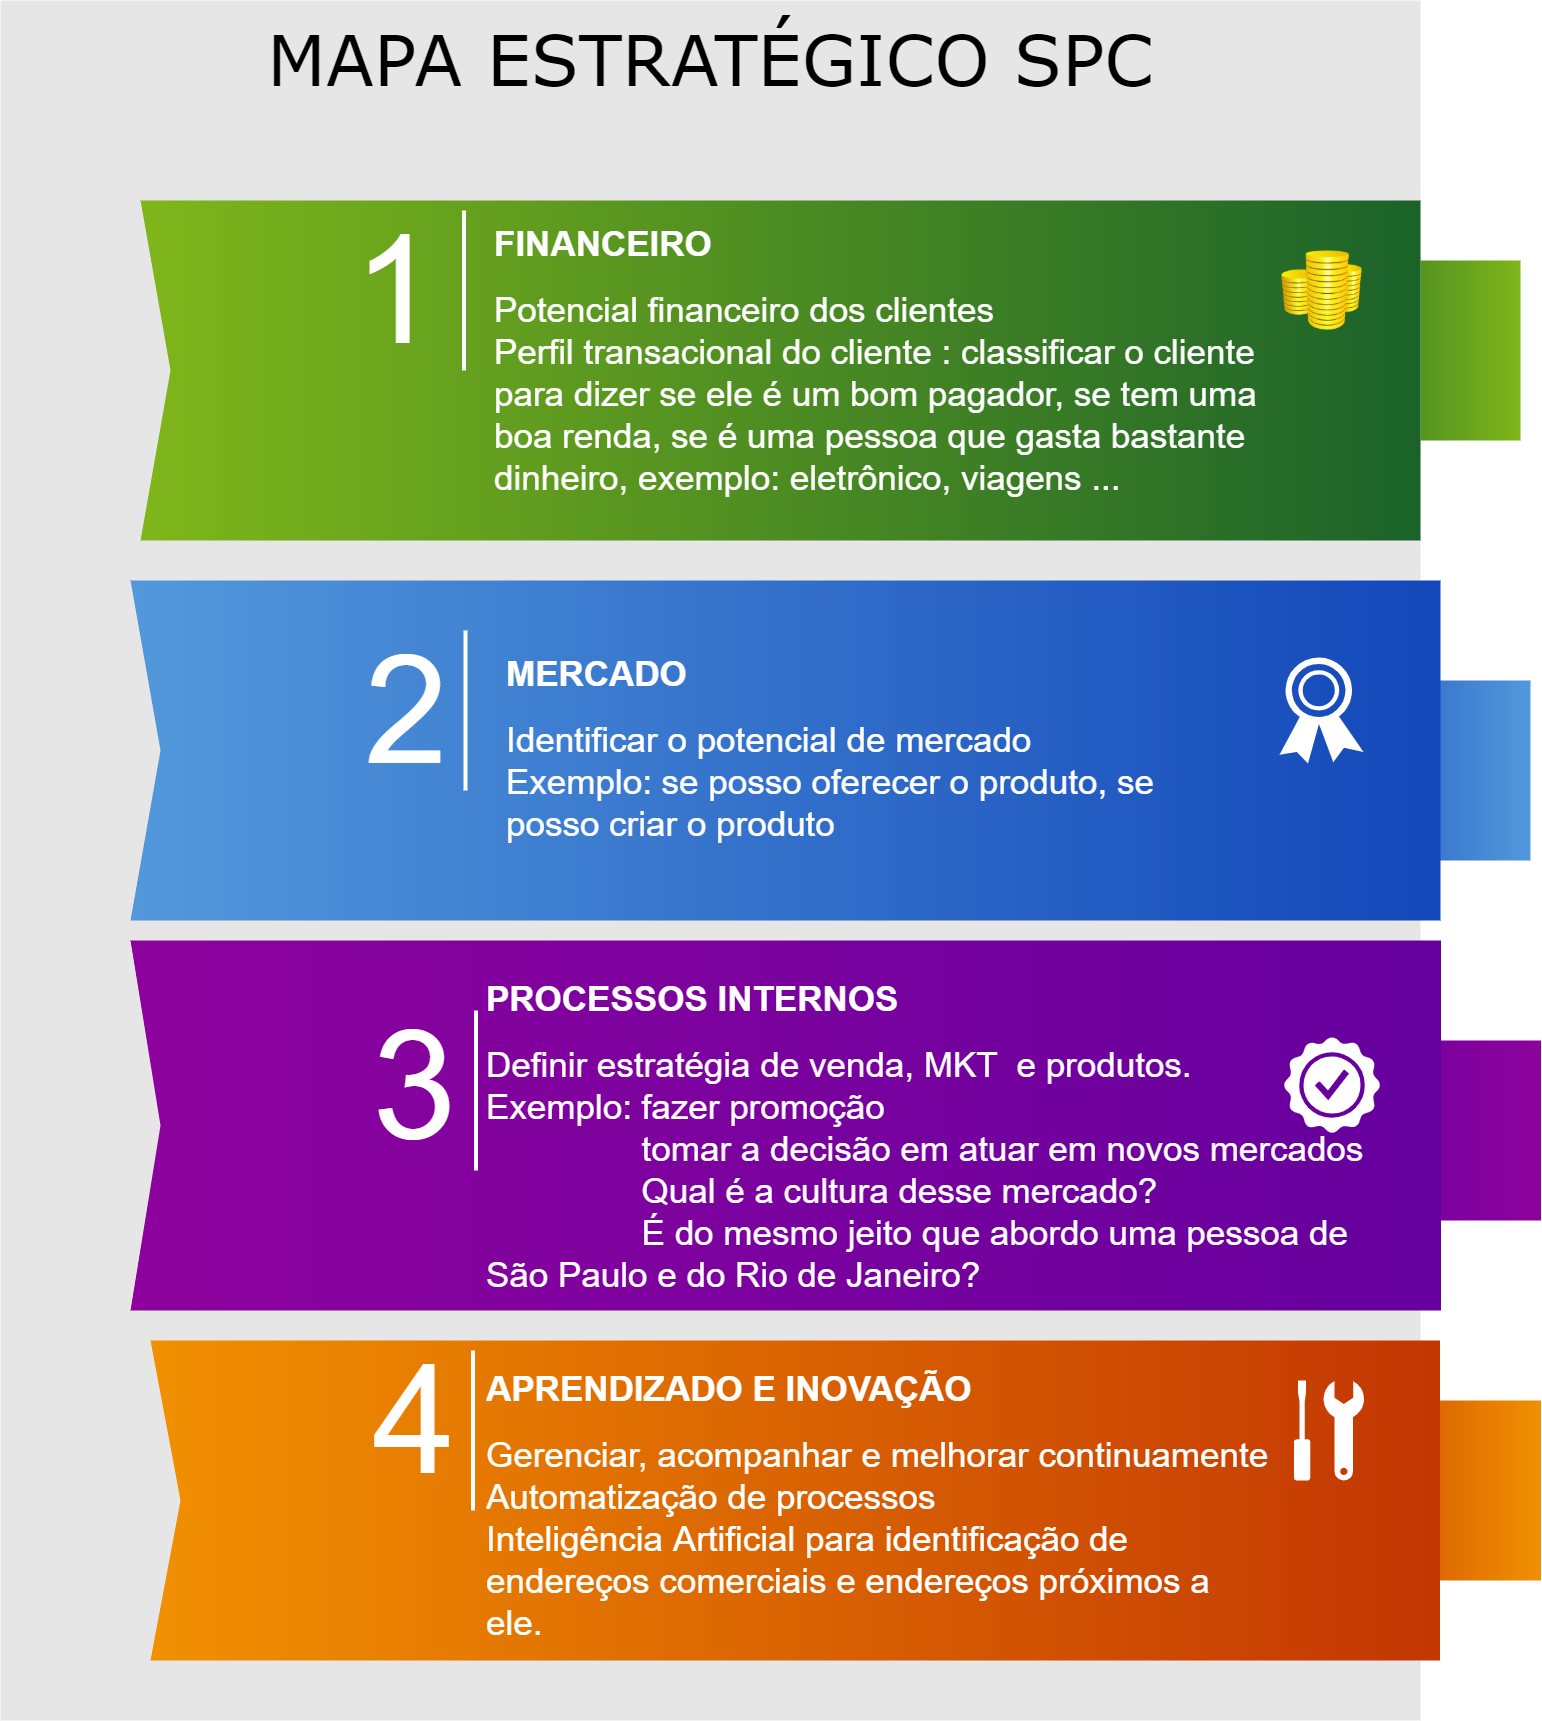 MAPA ESTRATÉGICO SPC
1
FINANCEIRO
Potencial financeiro dos clientes
Perfil transacional do cliente : classificar o cliente
para dizer se ele é um bom pagador, se tem uma
boa renda, se é uma pessoa que gasta bastante
dinheiro, exemplo: eletrônico, viagens ...
2
MERCADO
Identificar o potencial de mercado
Exemplo: se posso oferecer o produto, se
posso criar o produto
3
PROCESSOS INTERNOS
Definir estratégia de venda, MKT  e produtos.
Exemplo: fazer promoção
tomar a decisão em atuar em novos mercados
Qual é a cultura desse mercado?
É do mesmo jeito que abordo uma pessoa de
São Paulo e do Rio de Janeiro?
4
APRENDIZADO E INOVAÇÃO
Gerenciar, acompanhar e melhorar continuamente
Automatização de processos
Inteligência Artificial para identificação de
endereços comerciais e endereços próximos a
ele.